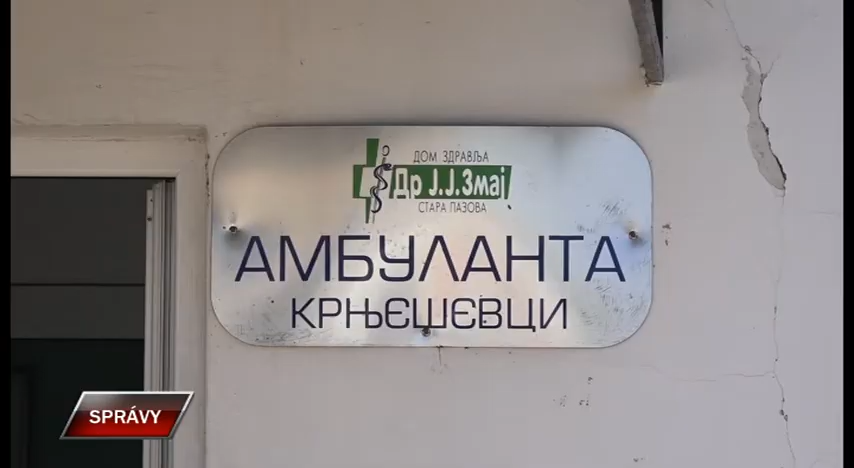 ДОМ ЗДРАВЉА
Др Ј.Ј.Змај
СТАРА ПАЗОВА
АМБУЛАНТА
КРЊЕШЕВЦИ
SPRÁVY